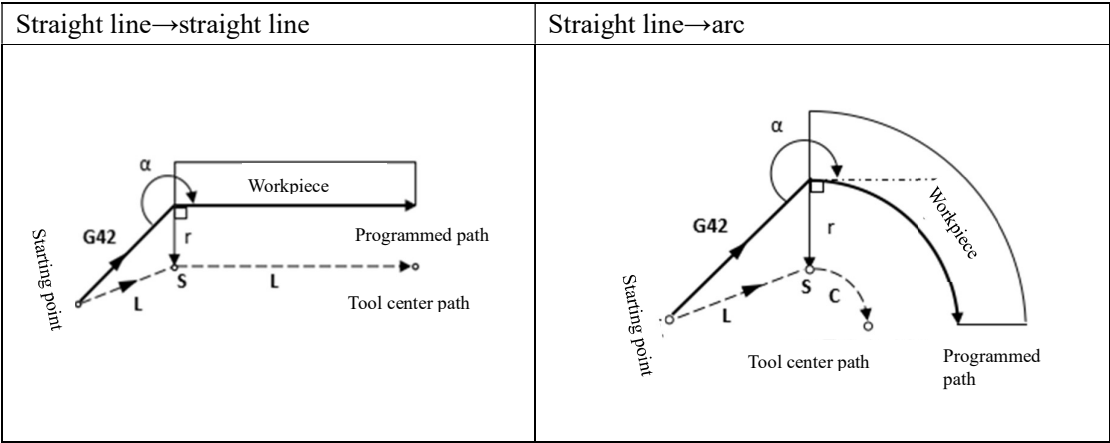 Straight line→straight line
Straight line→arc
α
Workpiece
G42
r
Programmed path
Starting point
S
L
L
Tool center path
α
Workpiece
G42
r
Starting point
S
C
L
Tool center path
Programmed
path